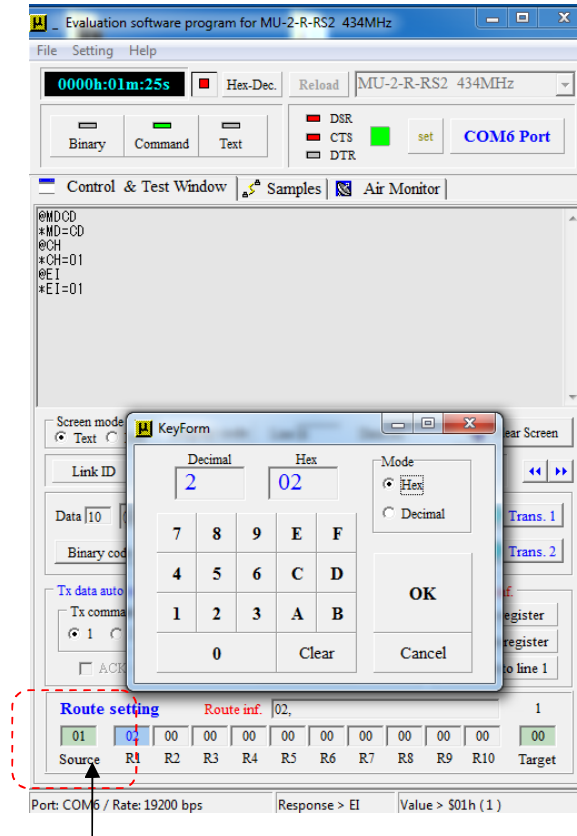 _ Evaluation software program for MU-2-R-RS2 434MHz
File Setting Help
0000h:01m:25s Hex-Dec. Reload MU-2-R-RS2 434MHz
DSR
Binary Command Text CTS set COM6 Port
DTR
Control & Test Window Samples Air Monitor
@MDCD
*MD=CD
@CH
*CH=01
@EI
*EI=01
Screen mode
Text ear Screen
KeyForm
Decimal Hex Mode
2 02 Hex
Decimal
7 8 9 E F
4 5 6 C D
1 2 3 A B
0 Clear
OK
Cancel
Link ID
Data 10 Trans. 1
Binary cod Trans. 2
Tx data auto
Tx comma egister
1 register
ACK to line 1
Route setting Route inf. 02, 1
01 02 00 00 00 00 00 00 00 00 00 00
Source R1 R2 R3 R4 R5 R6 R7 R8 R9 R10 Target
Port: COM6 / Rate: 19200 bps Response > EI Value > $01h ( 1 )